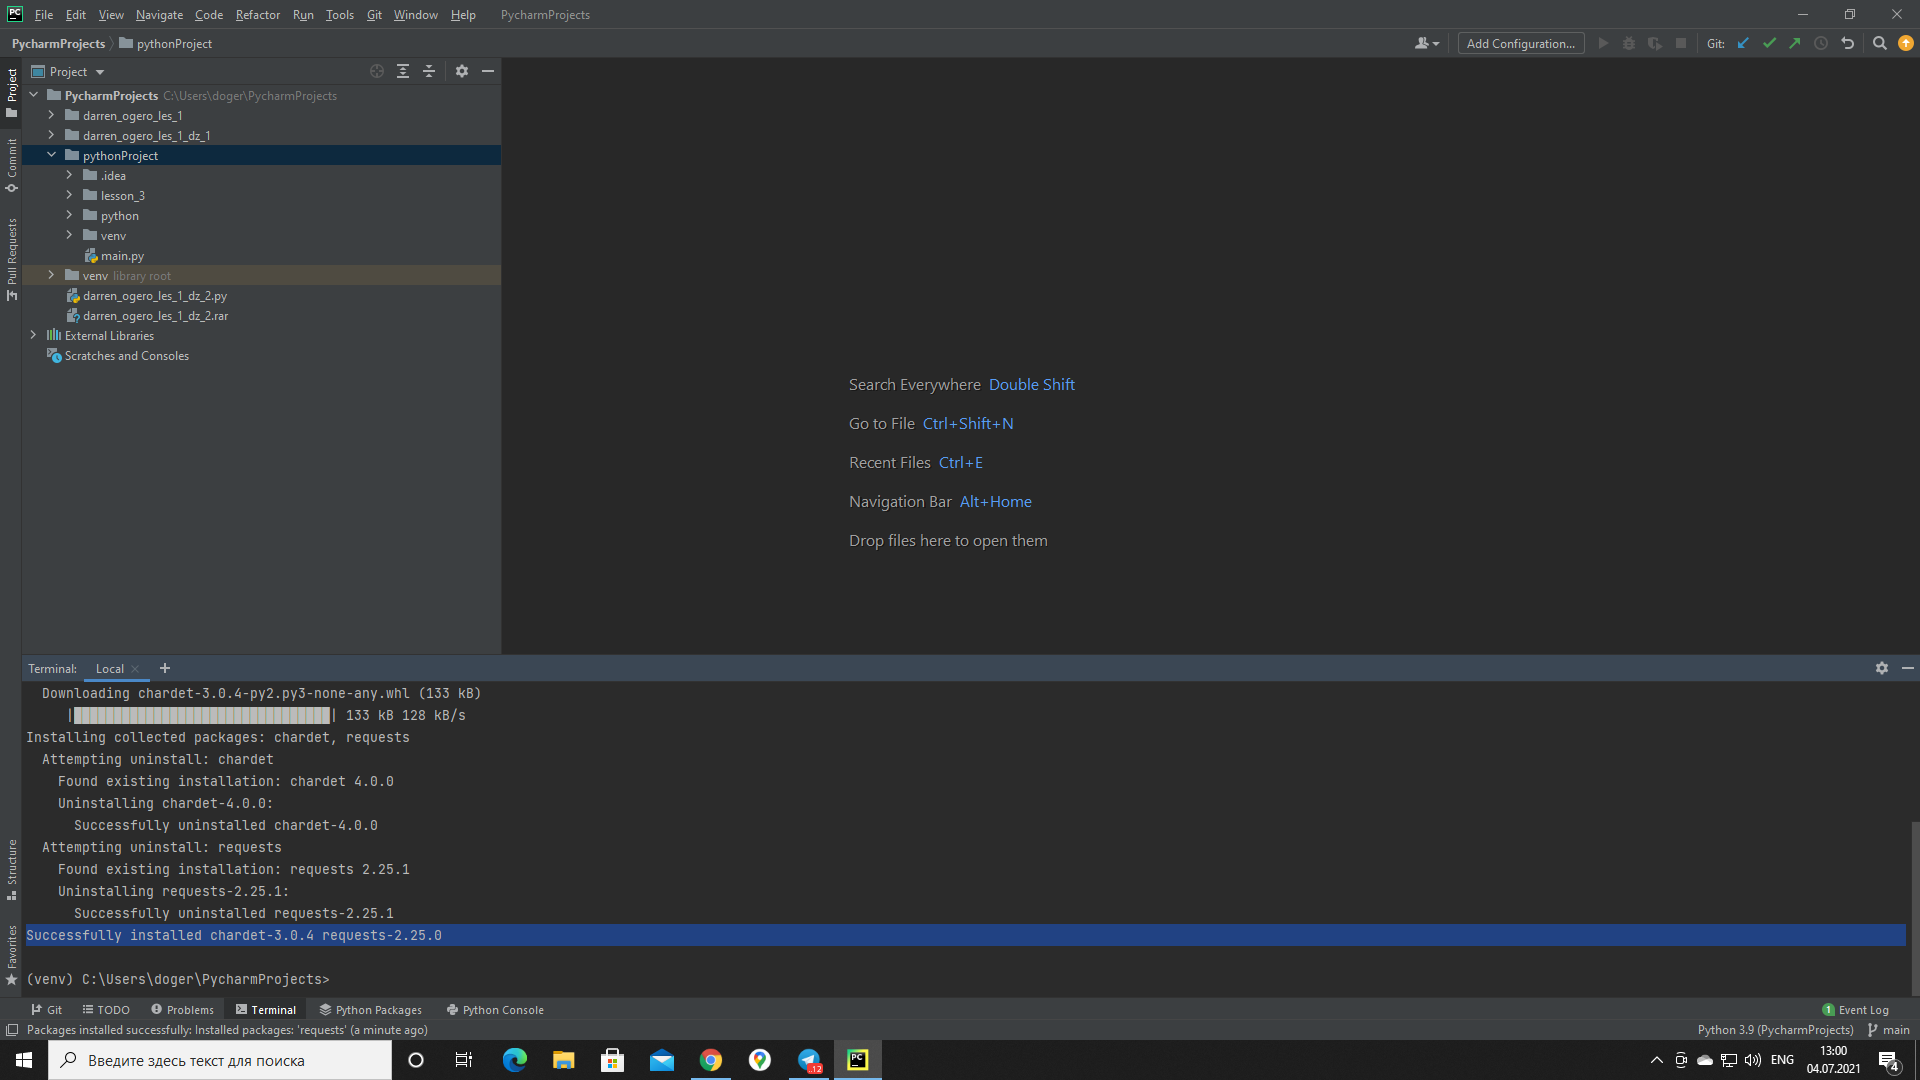 PC File Edit View Navigate Code Refactor Run Tools Git Window Help PycharmProjects
PycharmProjects pythonProject Add Configuration... Git:
Project
Project
PycharmProjects C:\Users\doger\PycharmProjects
darren_ogero_les_1
darren_ogero_les_1_dz_1
pythonProject
.idea
lesson_3
python
venv
main.py
venv library root
darren_ogero_les_1_dz_2.py
darren_ogero_les_1_dz_2.rar
External Libraries
Scratches and Consoles
Commit
Pull Requests
Search Everywhere Double Shift
Go to File Ctrl+Shift+N
Recent Files Ctrl+E
Navigation Bar Alt+Home
Drop files here to open them
Terminal: Local
Downloading chardet-3.0.4-py2.py3-none-any.whl (133 kB)
|████████████████████████████████| 133 kB 128 kB/s
Installing collected packages: chardet, requests
Attempting uninstall: chardet
Found existing installation: chardet 4.0.0
Uninstalling chardet-4.0.0:
Successfully uninstalled chardet-4.0.0
Attempting uninstall: requests
Found existing installation: requests 2.25.1
Uninstalling requests-2.25.1:
Successfully uninstalled requests-2.25.1
Successfully installed chardet-3.0.4 requests-2.25.0
(venv) C:\Users\doger\PycharmProjects>
Structure
Favorites
Git TODO Problems Terminal Python Packages Python Console 1 Event Log
Packages installed successfully: Installed packages: 'requests' (a minute ago) Python 3.9 (PycharmProjects) main
Введите здесь текст для поиска .12 PC ENG 13:00
04.07.2021 4